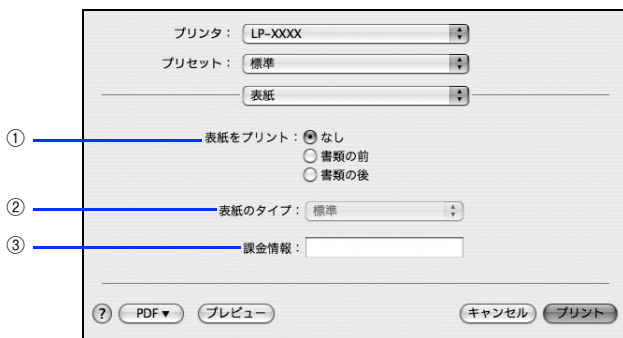 プリンタ： LP-XXXX
プリセット： 標準
表紙
① 表紙をプリント： なし
書類の前
書類の後
② 表紙のタイプ： 標準
③ 課金情報：
? PDF▼ プレビュー キャンセル プリント